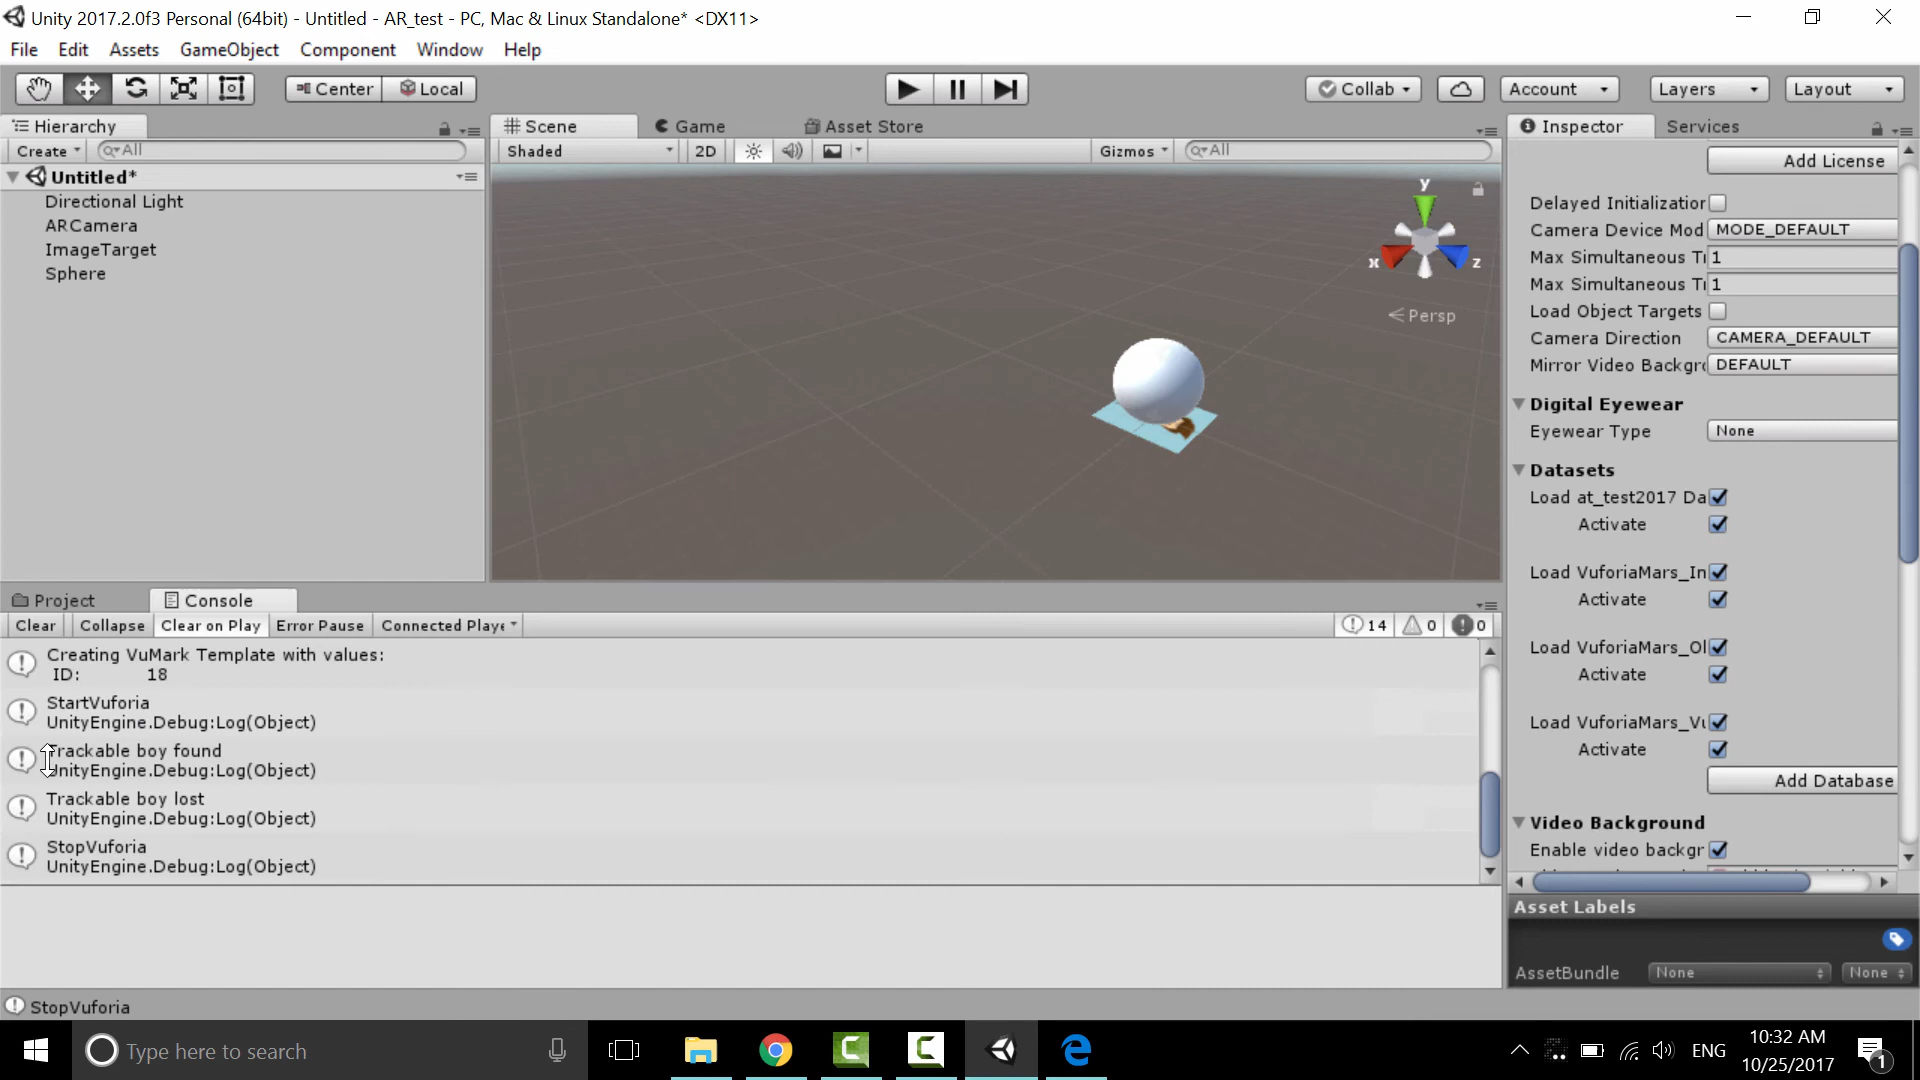 Unity 2017.2.0f3 Personal (64bit) - Untitled - AR_test - PC, Mac & Linux Standalone* <DX11>
File Edit Assets GameObject Component Window Help
Center Local Collab Account Layers Layout
Hierarchy
Create All
Untitled*
Directional Light
ARCamera
ImageTarget
Sphere
Scene Game Asset Store
Shaded 2D Gizmos All
y
x z
Persp
Inspector Services
Add License
Delayed Initialization
Camera Device Mod MODE_DEFAULT
Max Simultaneous Tr 1
Max Simultaneous Tr 1
Load Object Targets
Camera Direction CAMERA_DEFAULT
Mirror Video Backgro DEFAULT
Digital Eyewear
Eyewear Type None
Datasets
Load at_test2017 Da
Activate
Load VuforiaMars_In
Activate
Load VuforiaMars_Ol
Activate
Load VuforiaMars_Vu
Activate
Add Database
Video Background
Enable video backgr
Asset Labels
AssetBundle None None
Project Console
Clear Collapse Clear on Play Error Pause Connected Playe 14 0 0
Creating VuMark Template with values:
ID: 18
StartVuforia
UnityEngine.Debug:Log(Object)
Trackable boy found
UnityEngine.Debug:Log(Object)
Trackable boy lost
UnityEngine.Debug:Log(Object)
StopVuforia
UnityEngine.Debug:Log(Object)
StopVuforia
Type here to search
ENG
10:32 AM
10/25/2017
1